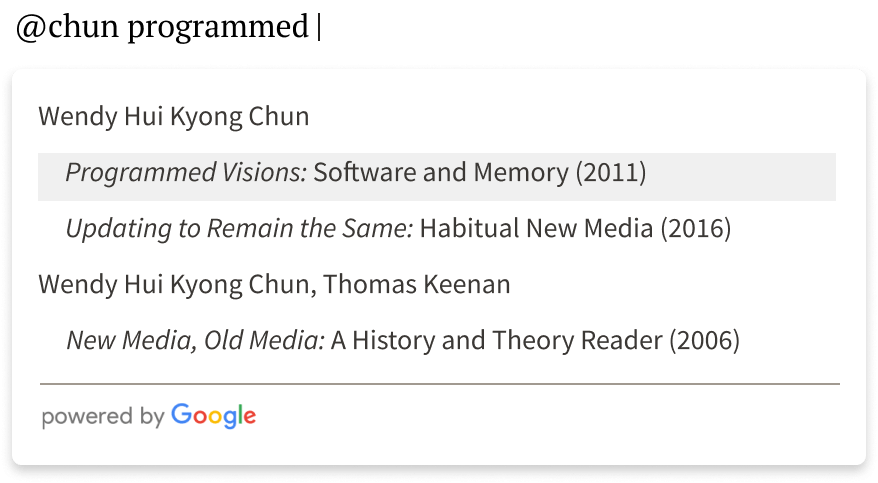 @chun programmed |
Wendy Hui Kyong Chun
Programmed Visions: Software and Memory (2011)
Updating to Remain the Same: Habitual New Media (2016)
Wendy Hui Kyong Chun, Thomas Keenan
New Media, Old Media: A History and Theory Reader (2006)
powered by Google